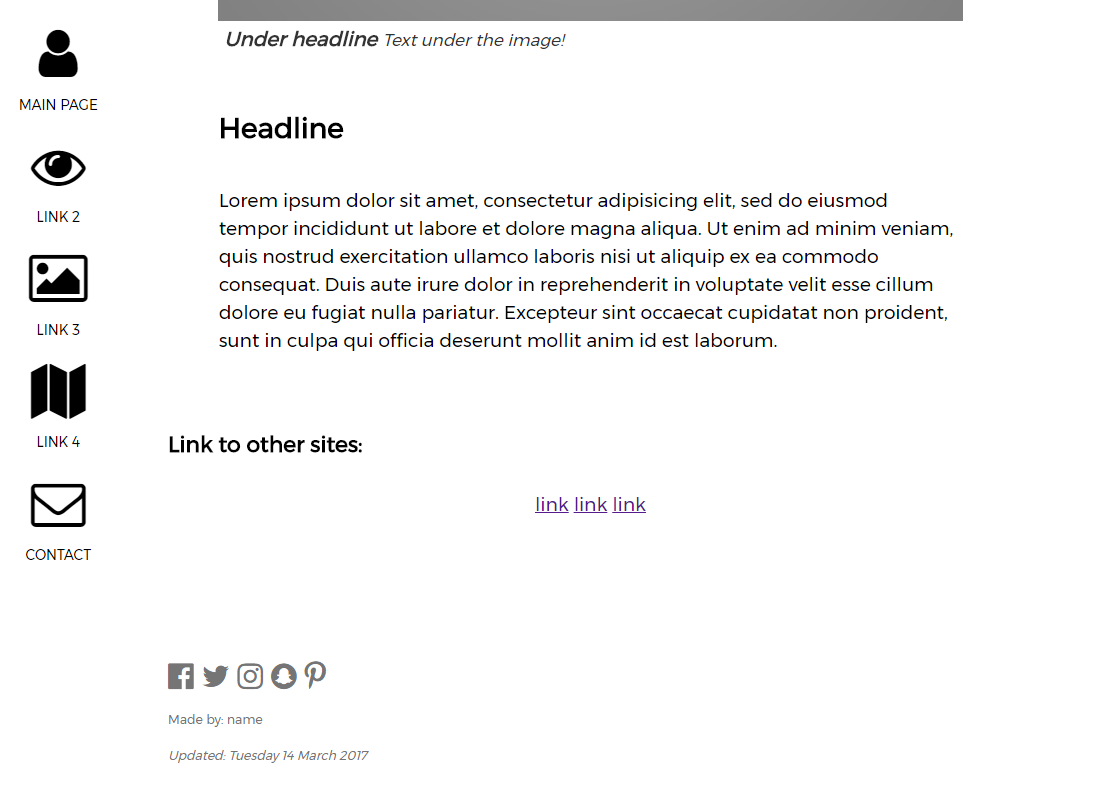 MAIN PAGE
LINK 2
LINK 3
LINK 4
CONTACT
Under headline Text under the image!
Headline
Lorem ipsum dolor sit amet, consectetur adipisicing elit, sed do eiusmod
tempor incididunt ut labore et dolore magna aliqua. Ut enim ad minim veniam,
quis nostrud exercitation ullamco laboris nisi ut aliquip ex ea commodo
consequat. Duis aute irure dolor in reprehenderit in voluptate velit esse cillum
dolore eu fugiat nulla pariatur. Excepteur sint occaecat cupidatat non proident,
sunt in culpa qui officia deserunt mollit anim id est laborum.
Link to other sites:
link link link
Made by: name
Updated: Tuesday 14 March 2017